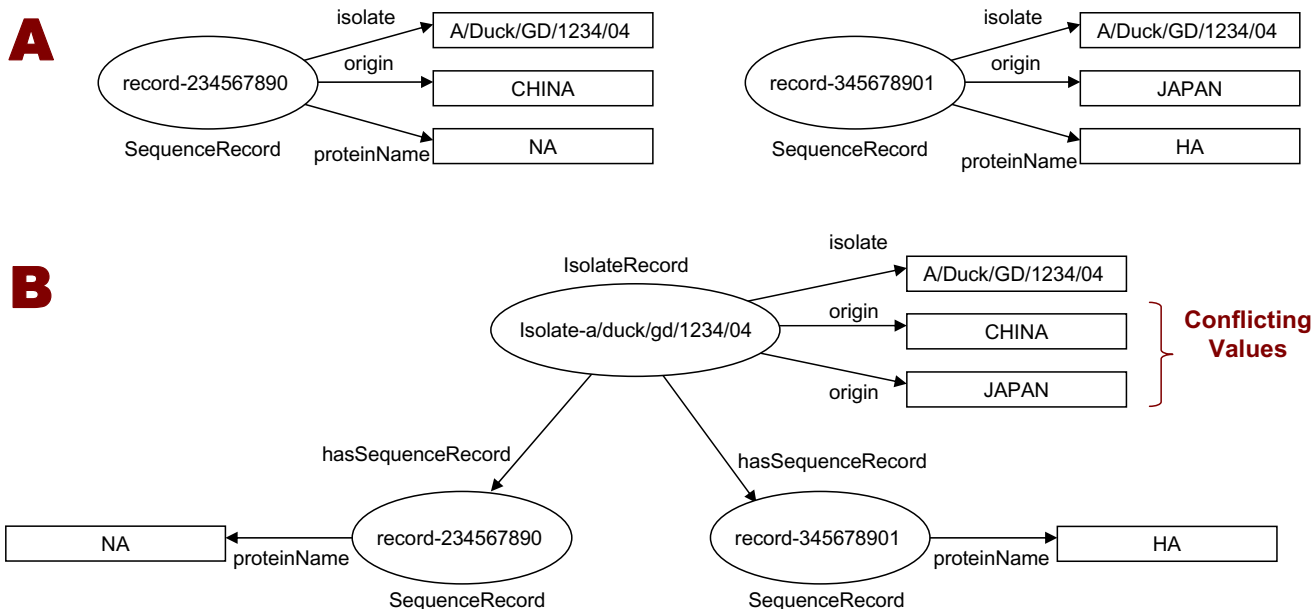 A
isolate
A/Duck/GD/1234/04
origin
record-234567890
CHINA
NA
SequenceRecord
proteinName
isolate
A/Duck/GD/1234/04
origin
record-345678901
JAPAN
HA
SequenceRecord
proteinName
B
isolate
IsolateRecord
A/Duck/GD/1234/04
origin
Isolate-a/duck/gd/1234/04
CHINA
Conflicting
Values
JAPAN
origin
hasSequenceRecord
hasSequenceRecord
NA
proteinName
record-234567890
SequenceRecord
record-345678901
proteinName
HA
SequenceRecord